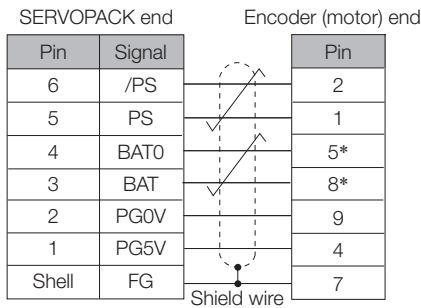 SERVOPACK end Encoder (motor) end
Pin Signal Pin
6 /PS 2
5 PS 1
4 BAT0 5*
3 BAT 8*
2 PG0V 9
1 PG5V 4
Shell FG 7
Shield wire